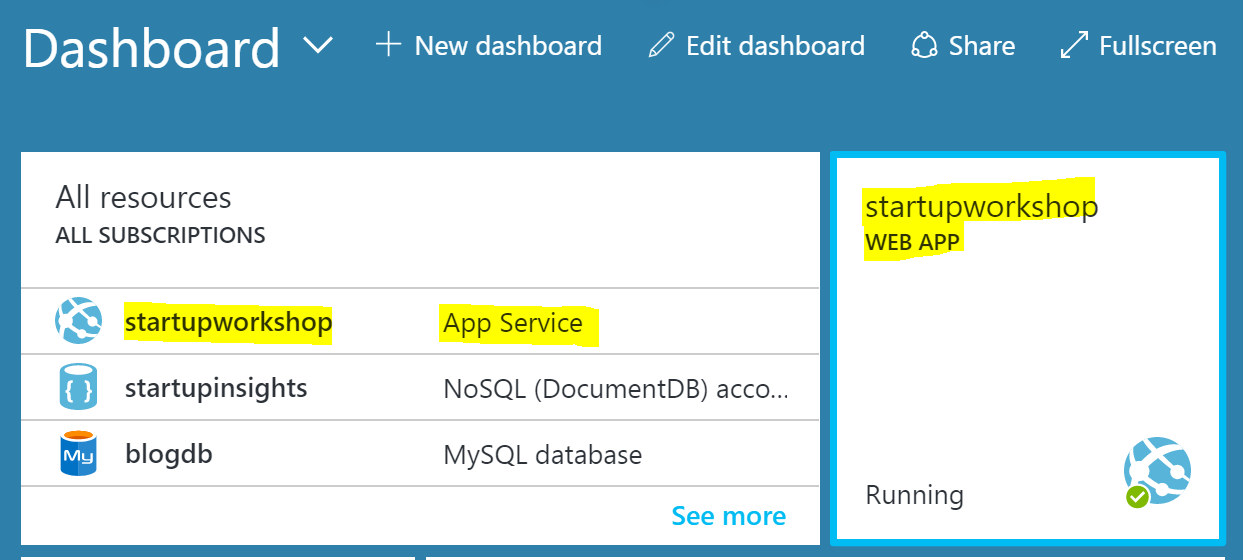 Dashboard New dashboard Edit dashboard Share Fullscreen
All resources
ALL SUBSCRIPTIONS
startupworkshop App Service
{ } startupinsights NoSQL (DocumentDB) acco...
My blogdb MySQL database
See more
startupworkshop
WEB APP
Running